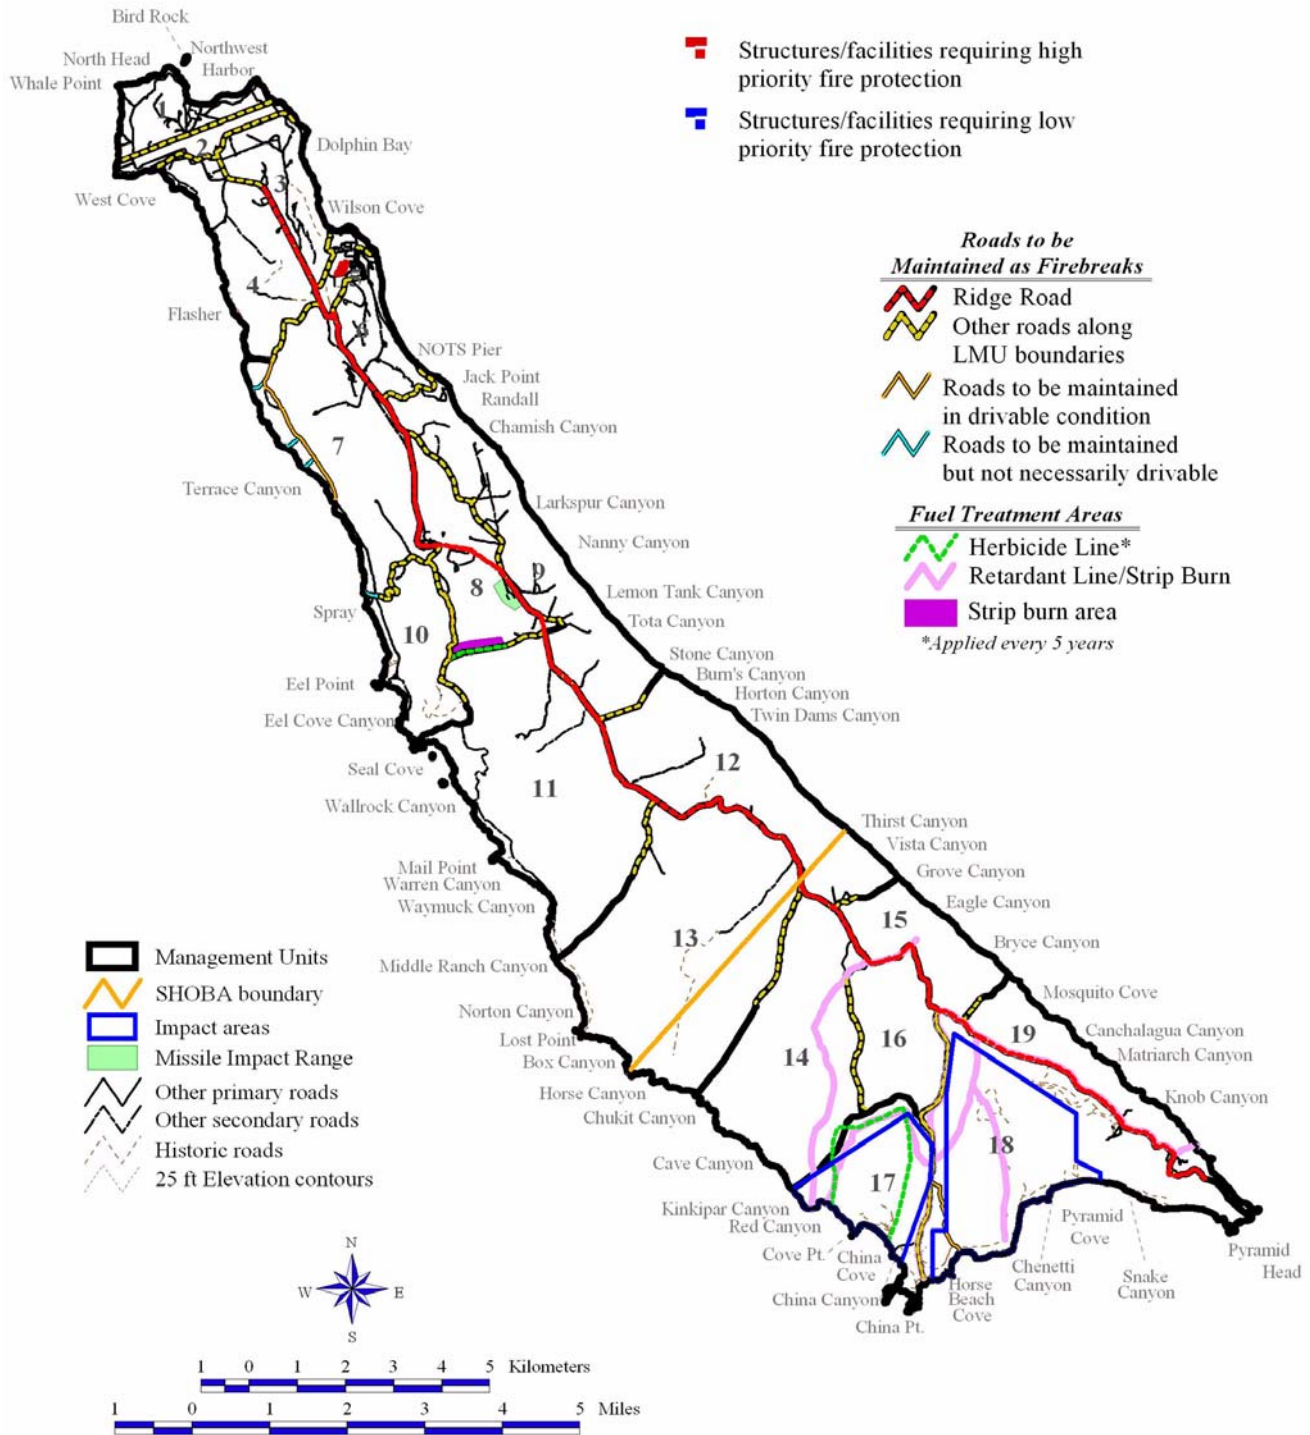 Bird Rock
Northwest
Harbor
North Head
Whale Point
Dolphin Bay
West Cove
Wilson Cove
Flasher
NOTS Pier
Jack Point
Randall
Chamish Canyon
Terrace Canyon
Larkspur Canyon
Nanny Canyon
Lemon Tank Canyon
Spray
Tota Canyon
Stone Canyon
Burn's Canyon
Eel Point
Horton Canyon
Eel Cove Canyon
Twin Dams Canyon
Seal Cove
Wallrock Canyon
Thirst Canyon
Vista Canyon
Mail Point
Grove Canyon
Warren Canyon
Eagle Canyon
Waymuck Canyon
Bryce Canyon
Middle Ranch Canyon
Mosquito Cove
Norton Canyon
Canchalagua Canyon
Lost Point
Matriarch Canyon
Box Canyon
Horse Canyon
Knob Canyon
Chukit Canyon
Cave Canyon
Kinkipar Canyon
Red Canyon
Cove Pt.
China
Cove
China Canyon
China Pt.
Horse
Beach
Cove
Chenetti
Canyon
Pyramid
Cove
Snake
Canyon
Pyramid
Head
1
2
3
4
7
8
9
10
11
12
13
14
15
16
17
18
19
Structures/facilities requiring high
priority fire protection
Structures/facilities requiring low
priority fire protection
Roads to be
Maintained as Firebreaks
Ridge Road
Other roads along
LMU boundaries
Roads to be maintained
in drivable condition
Roads to be maintained
but not necessarily drivable
Fuel Treatment Areas
Herbicide Line*
Retardant Line/Strip Burn
Strip burn area
*Applied every 5 years
Management Units
SHOBA boundary
Impact areas
Missile Impact Range
Other primary roads
Other secondary roads
Historic roads
25 ft Elevation contours
N
W E
S
1 0 1 2 3 4 5 Kilometers
1 0 1 2 3 4 5 Miles